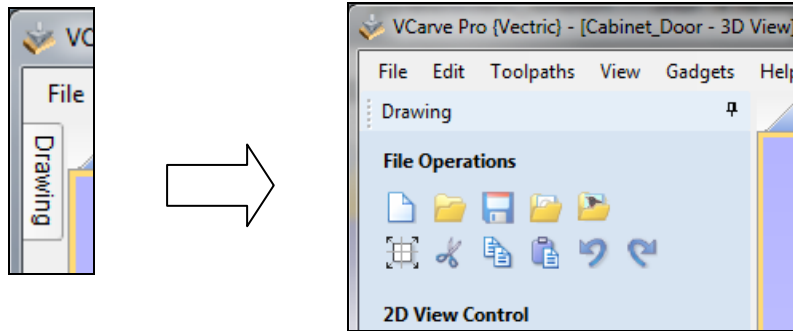 VC
File
Drawing
VCarve Pro {Vectric} - [Cabinet_Door - 3D View]
File Edit Toolpaths View Gadgets Help
Drawing
File Operations
2D View Control